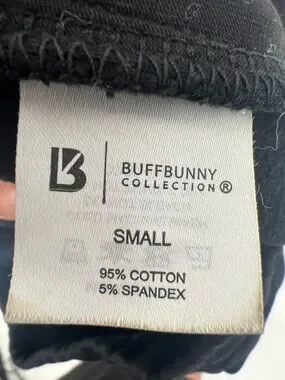 BUFFBUNNY
COLLECTION®
SMALL
95% COTTON
5% SPANDEX